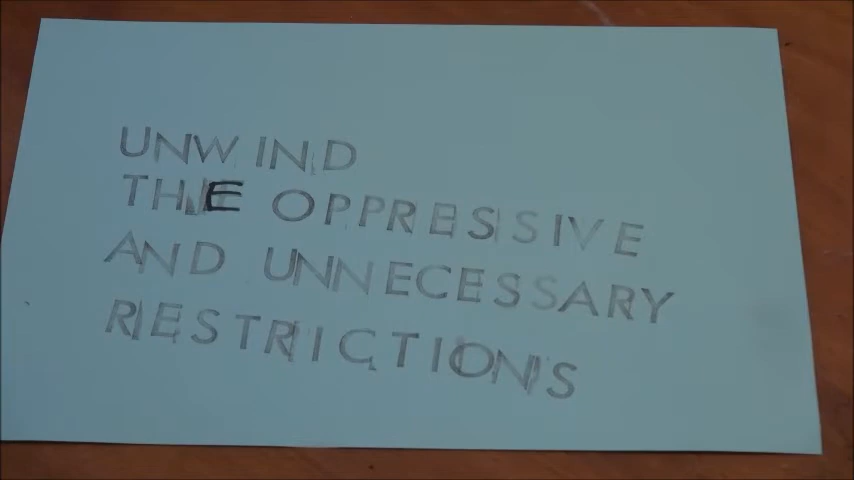 UNWIND
THE OPPRESSIVE
AND UNNECESSARY
RESTRICTIONS